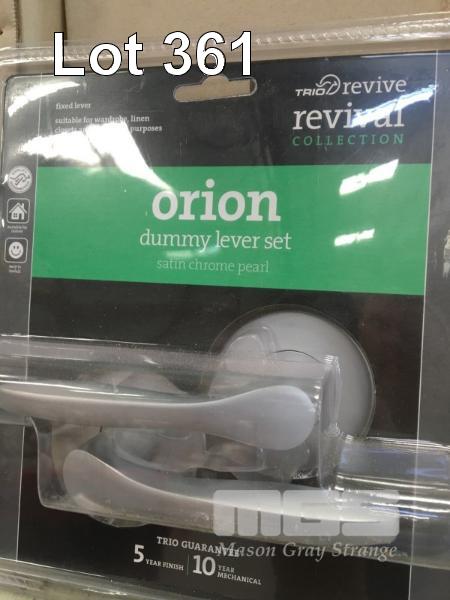 Lot 361
TRIO revive
revival
COLLECTION
fixed lever
suitable for wardrobe, linen
purposes
orion
dummy lever set
satin chrome pearl
MGS
Mason Gray Strange
TRIO GUARANTEE
5 YEAR FINISH
10 YEAR MECHANICAL